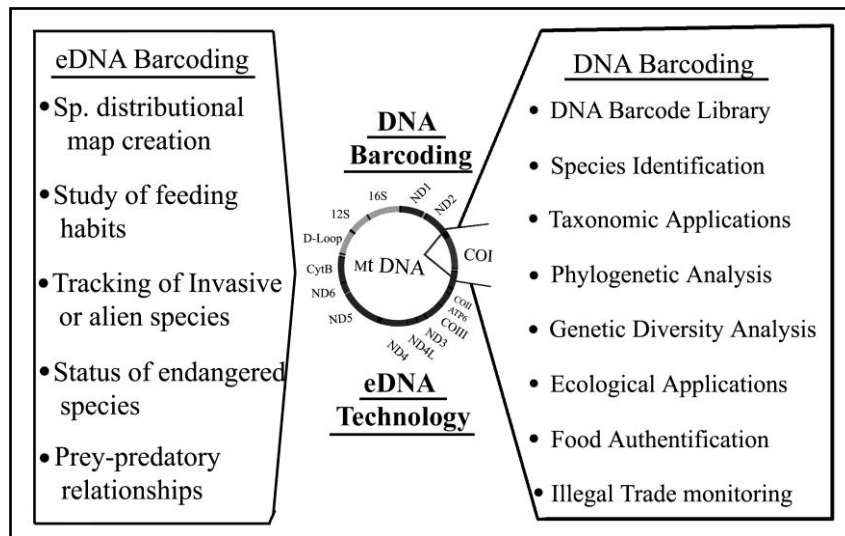 eDNA Barcoding
• Sp. distributional
map creation
• Study of feeding
habits
• Tracking of Invasive
or alien species
• Status of endangered
species
• Prey-predatory
relationships
DNA
Barcoding
16S
ND1
ND2
12S
D-Loop
CytB
ND6
ND5
ND4
ND4L
ND3
COIII
ATP6
COII
COI
Mt DNA
eDNA
Technology
DNA Barcoding
• DNA Barcode Library
• Species Identification
• Taxonomic Applications
• Phylogenetic Analysis
• Genetic Diversity Analysis
• Ecological Applications
• Food Authentification
• Illegal Trade monitoring